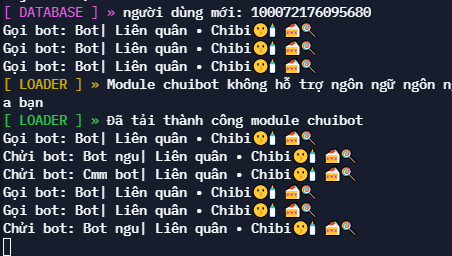 [ DATABASE ] » người dùng mới: 100072176095680
Gọi bot: Bot| Liên quân • Chibi🤫🍼 🍰🍭
Gọi bot: Bot| Liên quân • Chibi🤫🍼 🍰🍭
Gọi bot: Bot| Liên quân • Chibi🤫🍼 🍰🍭
[ LOADER ] » Module chuibot không hỗ trợ ngôn ngữ ngôn n
a bạn
[ LOADER ] » Đã tải thành công module chuibot
Gọi bot: Bot| Liên quân • Chibi🤫🍼 🍰🍭
Chửi bot: Bot ngu| Liên quân • Chibi🤫🍼 🍰🍭
Chửi bot: Cmm bot| Liên quân • Chibi🤫🍼 🍰🍭
Gọi bot: Bot| Liên quân • Chibi🤫🍼 🍰🍭
Gọi bot: Bot| Liên quân • Chibi🤫🍼 🍰🍭
Chửi bot: Bot ngu| Liên quân • Chibi🤫🍼 🍰🍭